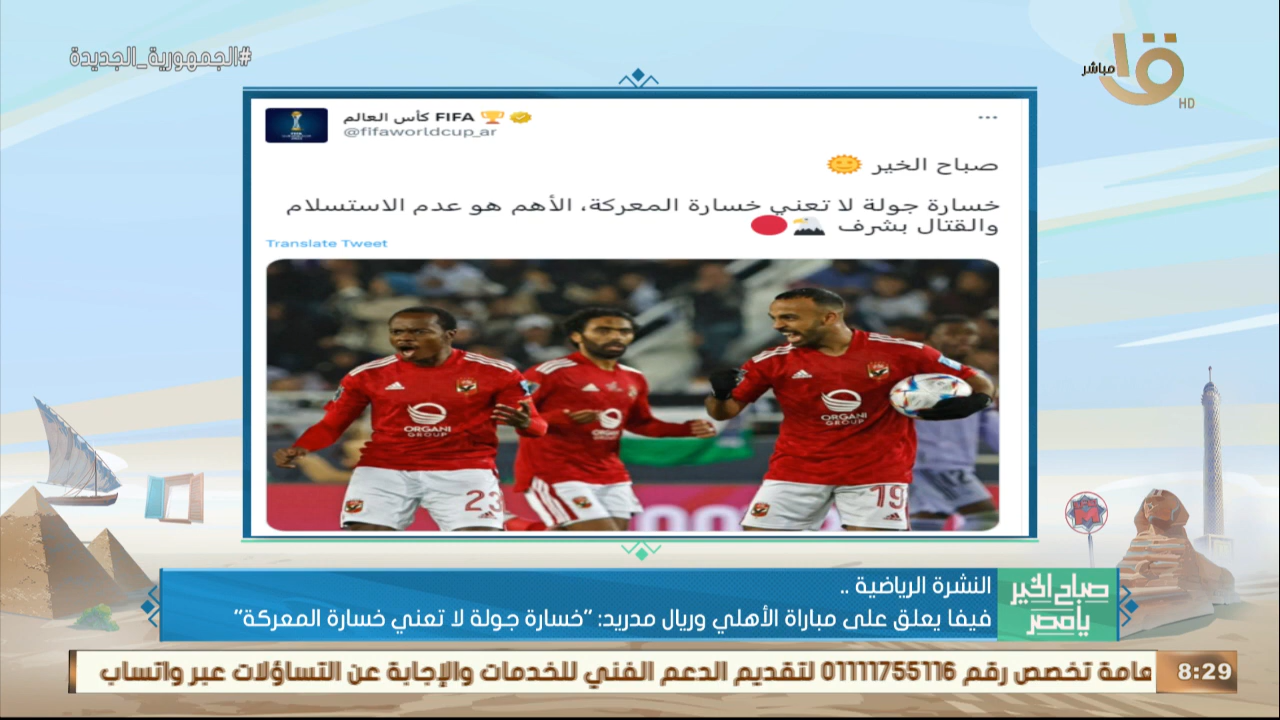 #الجمهورية_الجديدة
مباشر
HD
FIFA كأس العالم
@fifaworldcup_ar
صباح الخير
خسارة جولة لا تعني خسارة المعركة، الأهم هو عدم الاستسلام
والقتال بشرف
Translate Tweet
ORGANI
GROUP
23
ORGANI
GROUP
ORGANI
GROUP
19
M
صباح الخير
يا مصر
النشرة الرياضية ..
فيفا يعلق على مباراة الأهلي وريال مدريد: "خسارة جولة لا تعني خسارة المعركة"
8:29
عامة تخصص رقم 01111755116 لتقديم الدعم الفني للخدمات والإجابة عن التساؤلات عبر واتساب